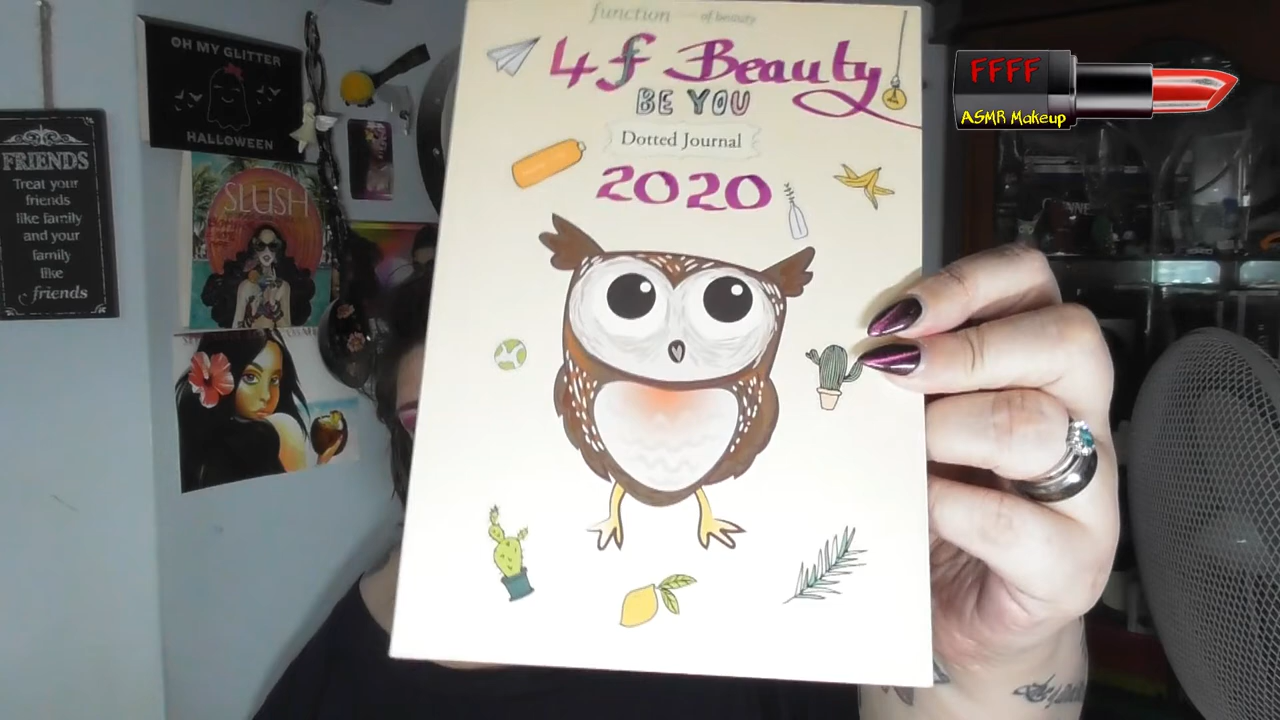 OH MY GLITTER
HALLOWEEN
FRIENDS
Treat your
friends
like family
and your
family
like
friends
SLUSH
function of beauty
4f Beauty
BE YOU
Dotted Journal
2020
FFFF
ASMR Makeup